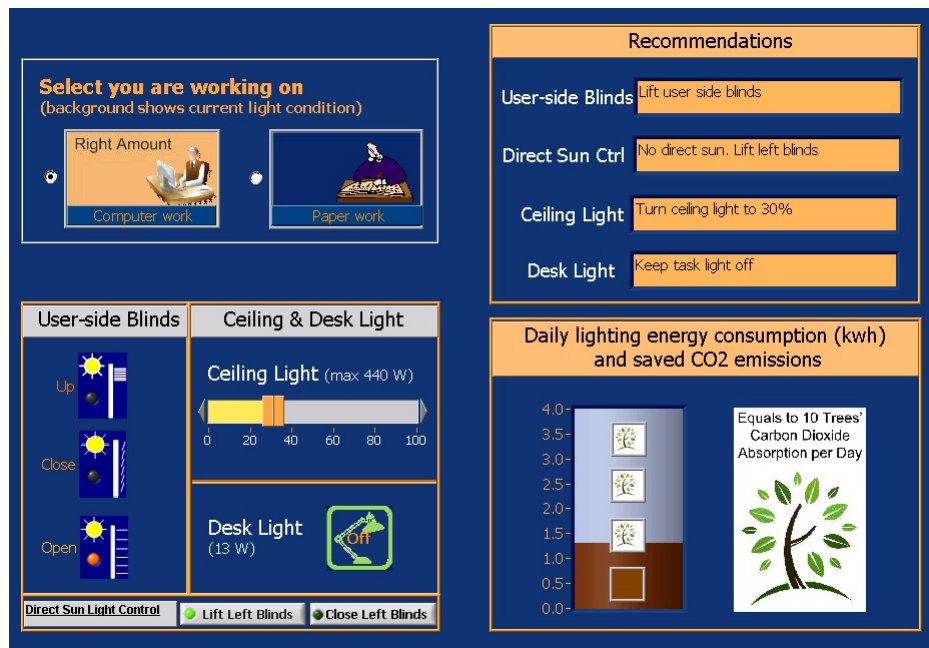 Select you are working on
(background shows current light condition)
Right Amount
Computer work
Paper work
Recommendations
User-side Blinds
Lift user side blinds
Direct Sun Ctrl
No direct sun. Lift left blinds
Ceiling Light
Turn ceiling light to 30%
Desk Light
Keep task light off
User-side Blinds
Up
Close
Open
Ceiling & Desk Light
Ceiling Light (max 440 W)
0 20 40 60 80 100
Desk Light
(13 W)
Off
Direct Sun Light Control
Lift Left Blinds
Close Left Blinds
Daily lighting energy consumption (kwh)
and saved CO2 emissions
4.0
3.5
3.0
2.5
2.0
1.5
1.0
0.5
0.0
Equals to 10 Trees'
Carbon Dioxide
Absorption per Day